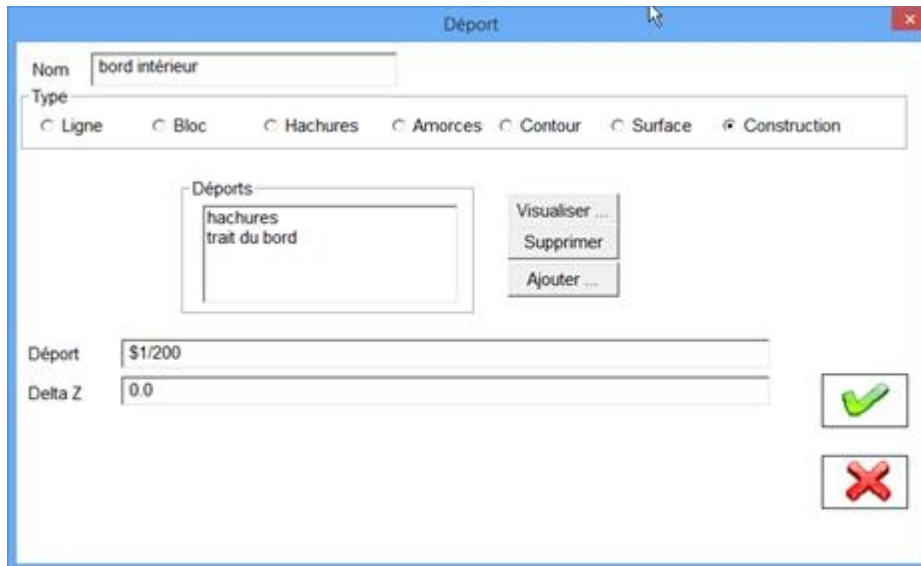 Déport
Nom bord intérieur
Type
Ligne Bloc Hachures Amorces Contour Surface Construction
Déports
hachures
trait du bord
Visualiser ...
Supprimer
Ajouter ...
Déport $1/200
Delta Z 0.0